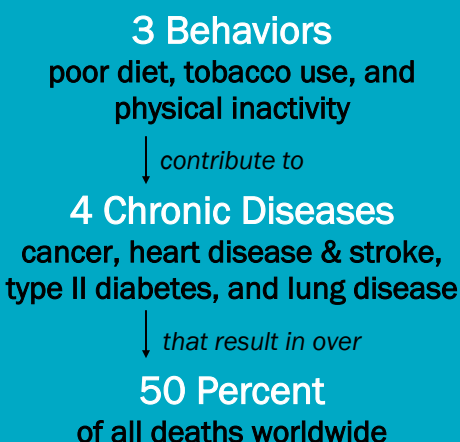 3 Behaviors
poor diet, tobacco use, and
physical inactivity
contribute to
4 Chronic Diseases
cancer, heart disease & stroke,
type II diabetes, and lung disease
that result in over
50 Percent
of all deaths worldwide